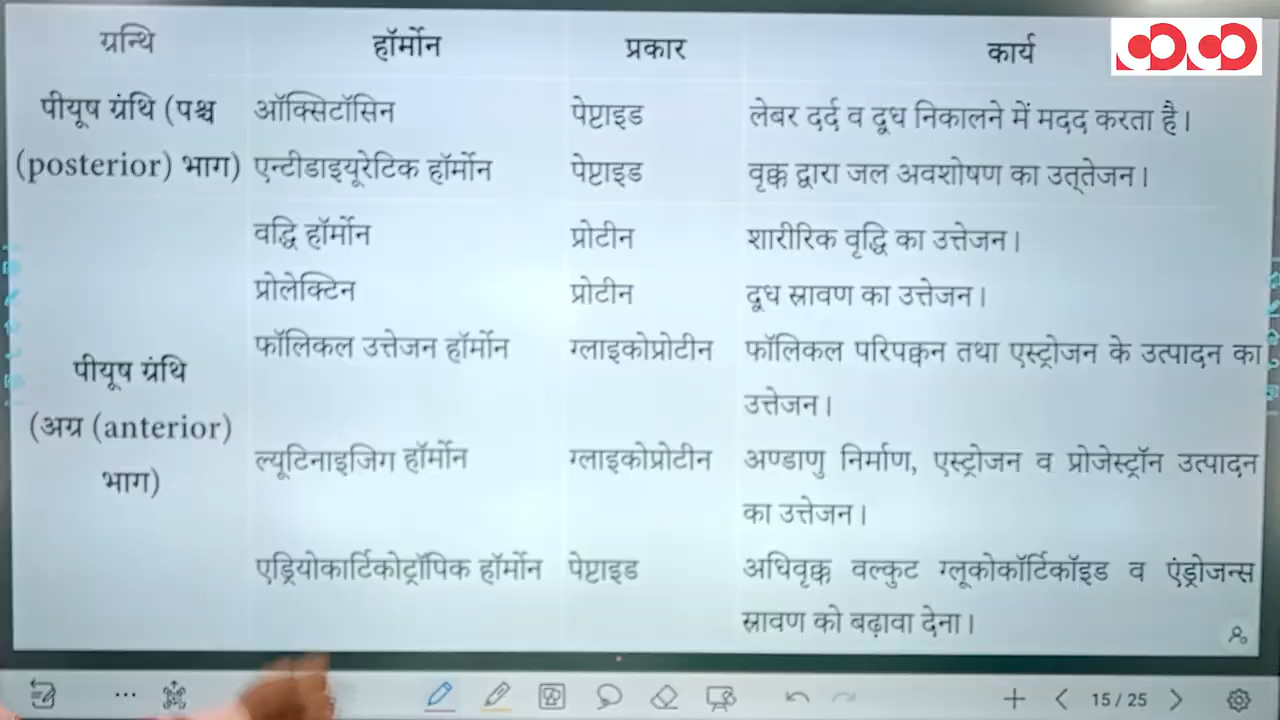 ग्रन्थि हॉर्मोन प्रकार कार्य
पीयूष ग्रंथि (पश्च ऑक्सिटॉसिन पेप्टाइड लेबर दर्द व दूध निकालने में मदद करता है।
(posterior) भाग) एन्टीडाइयूरेटिक हॉर्मोन पेप्टाइड वृक्क द्वारा जल अवशोषण का उत्‌तेजन।
वद्धि हॉर्मोन प्रोटीन शारीरिक वृद्धि का उत्तेजन।
प्रोलेक्टिन प्रोटीन दूध स्रावण का उत्तेजन।
फॉलिकल उत्तेजन हॉर्मोन ग्लाइकोप्रोटीन फॉलिकल परिपक्वन तथा एस्ट्रोजन के उत्पादन का
पीयूष ग्रंथि
उत्तेजन।
(अग्र (anterior)
ल्यूटिनाइजिग हॉर्मोन ग्लाइकोप्रोटीन अण्डाणु निर्माण, एस्ट्रोजन व प्रोजेस्ट्रॉन उत्पादन
भाग)
का उत्तेजन।
एड्रियोकार्टिकोट्रॉपिक हॉर्मोन पेप्टाइड अधिवृक्क वल्कुट ग्लूकोकॉर्टिकॉइड व एंड्रोजन्स
स्रावण को बढ़ावा देना।
15 / 25